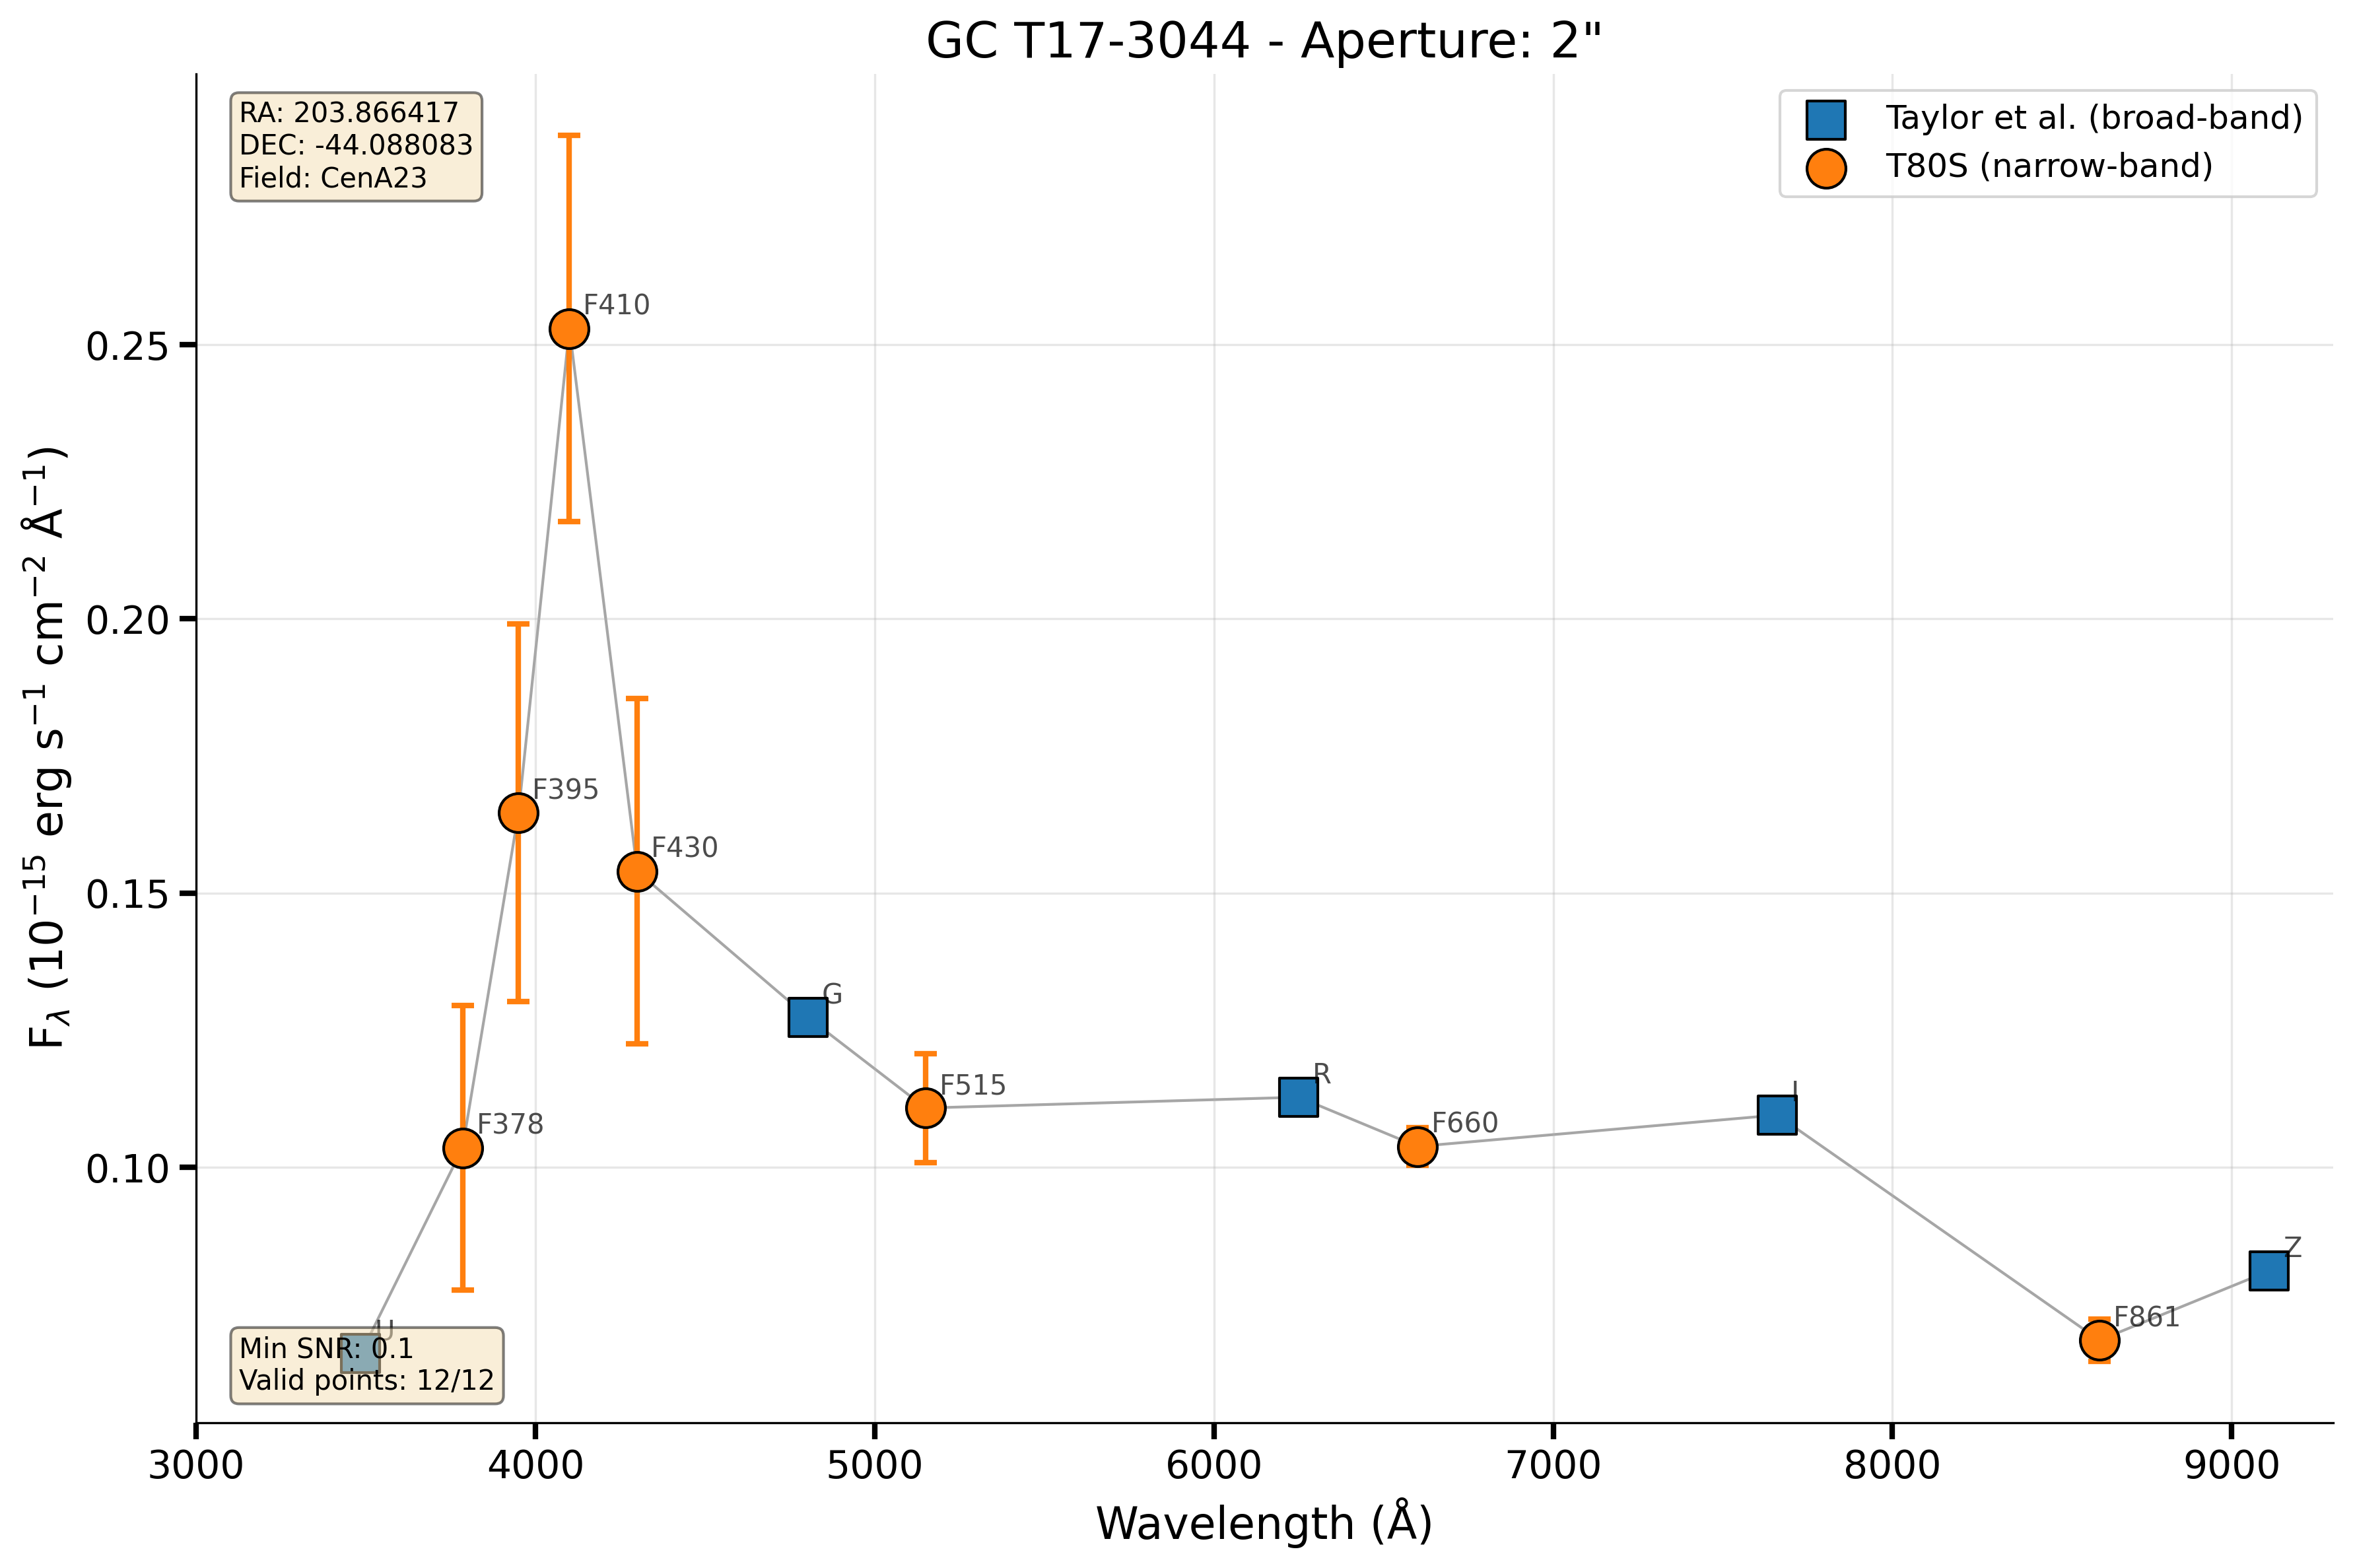 GC T17-3044 - Aperture: 2"
RA: 203.866417
DEC: -44.088083
Field: CenA23
Taylor et al. (broad-band)
T80S (narrow-band)
F410
0.25
0.20
F395
F430
0.15
G
F515
R
I
F660
F378
0.10
Z
U
F861
Min SNR: 0.1
Valid points: 12/12
F_λ (10⁻¹⁵ erg s⁻¹ cm⁻² Å⁻¹)
3000 4000 5000 6000 7000 8000 9000
Wavelength (Å)